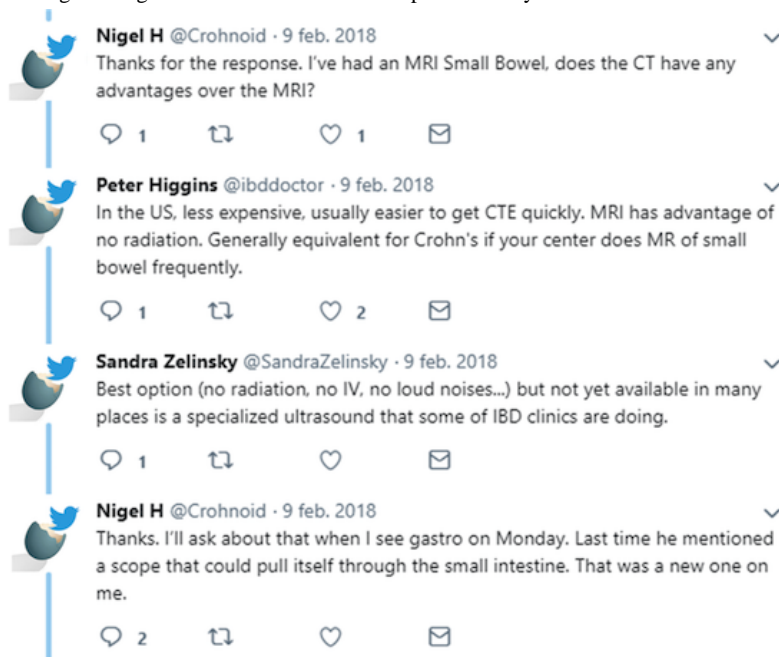 Nigel H @Crohnoid · 9 feb. 2018
Thanks for the response. I've had an MRI Small Bowel, does the CT have any
advantages over the MRI?
1 1
Peter Higgins @ibddoctor · 9 feb. 2018
In the US, less expensive, usually easier to get CTE quickly. MRI has advantage of
no radiation. Generally equivalent for Crohn's if your center does MR of small
bowel frequently.
1 2
Sandra Zelinsky @SandraZelinsky · 9 feb. 2018
Best option (no radiation, no IV, no loud noises...) but not yet available in many
places is a specialized ultrasound that some of IBD clinics are doing.
1
Nigel H @Crohnoid · 9 feb. 2018
Thanks. I'll ask about that when I see gastro on Monday. Last time he mentioned
a scope that could pull itself through the small intestine. That was a new one on
me.
2